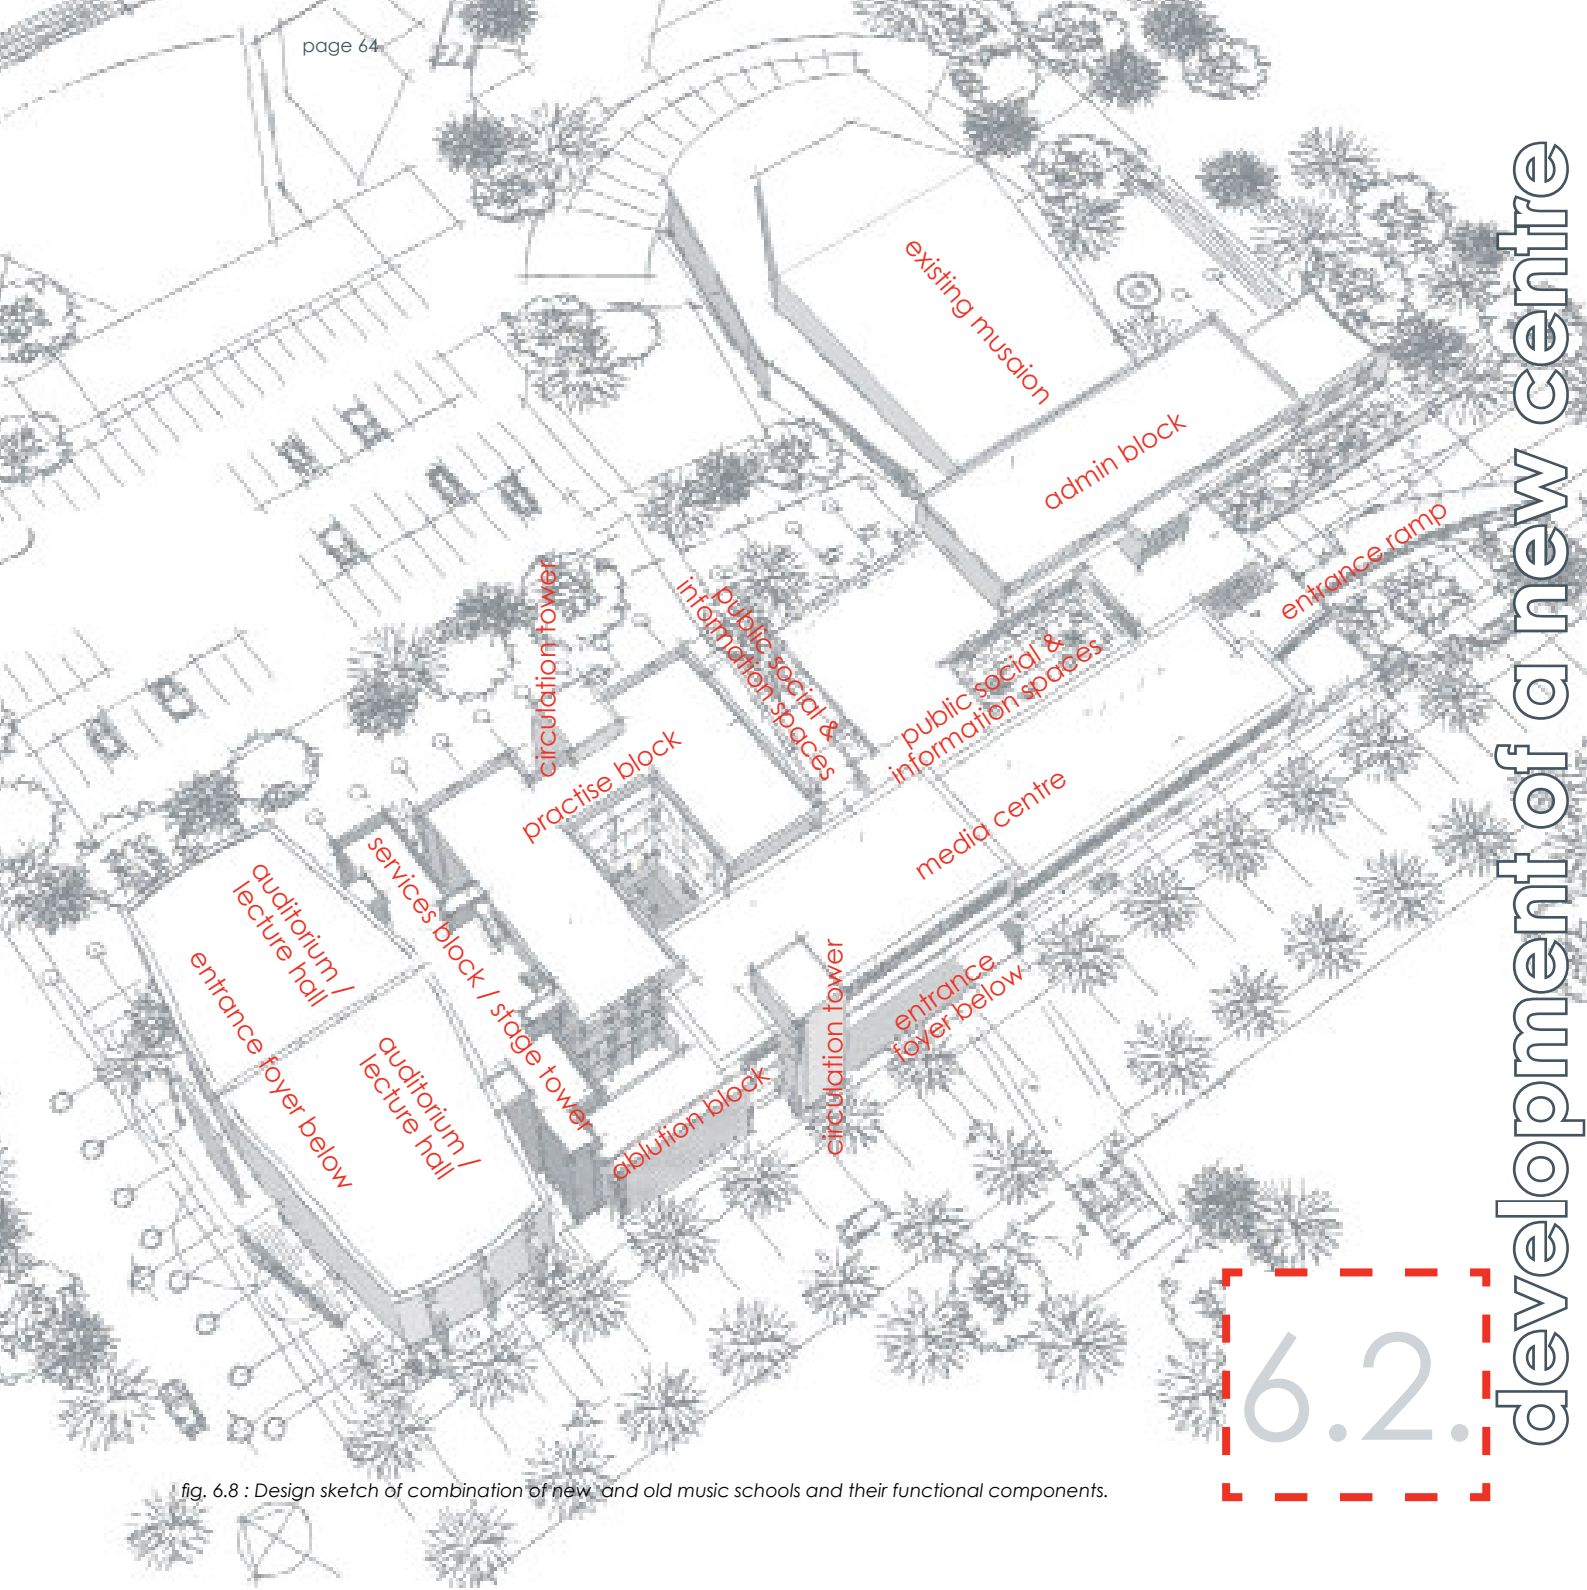 page 64
existing musaion
admin block
entrance ramp
circulation tower
public social &
information spaces
public social &
information spaces
practise block
media centre
services block / stage tower
auditorium /
lecture hall
entrance foyer below
auditorium /
lecture hall
circulation tower
entrance
foyer below
ablution block
development of a new centre
6.2.
fig. 6.8 : Design sketch of combination of new and old music schools and their functional components.